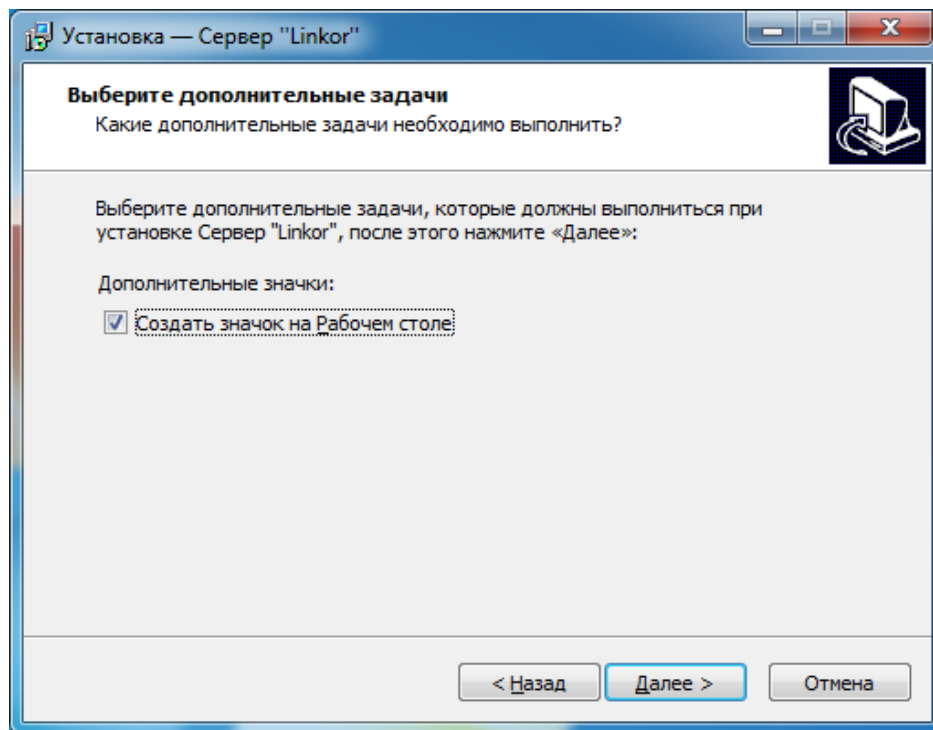 Установка — Сервер "Linkor"
Выберите дополнительные задачи
Какие дополнительные задачи необходимо выполнить?
Выберите дополнительные задачи, которые должны выполниться при
установке Сервер "Linkor", после этого нажмите «Далее»:
Дополнительные значки:
Создать значок на Рабочем столе
< Назад
Далее >
Отмена